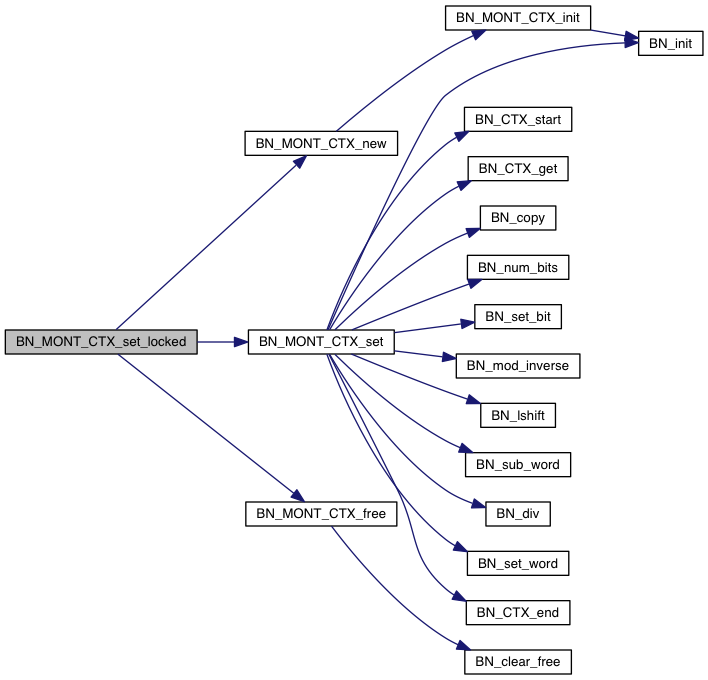 BN_MONT_CTX_init
BN_init
BN_CTX_start
BN_MONT_CTX_new
BN_CTX_get
BN_copy
BN_num_bits
BN_set_bit
BN_MONT_CTX_set_locked
BN_MONT_CTX_set
BN_mod_inverse
BN_lshift
BN_sub_word
BN_div
BN_MONT_CTX_free
BN_set_word
BN_CTX_end
BN_clear_free